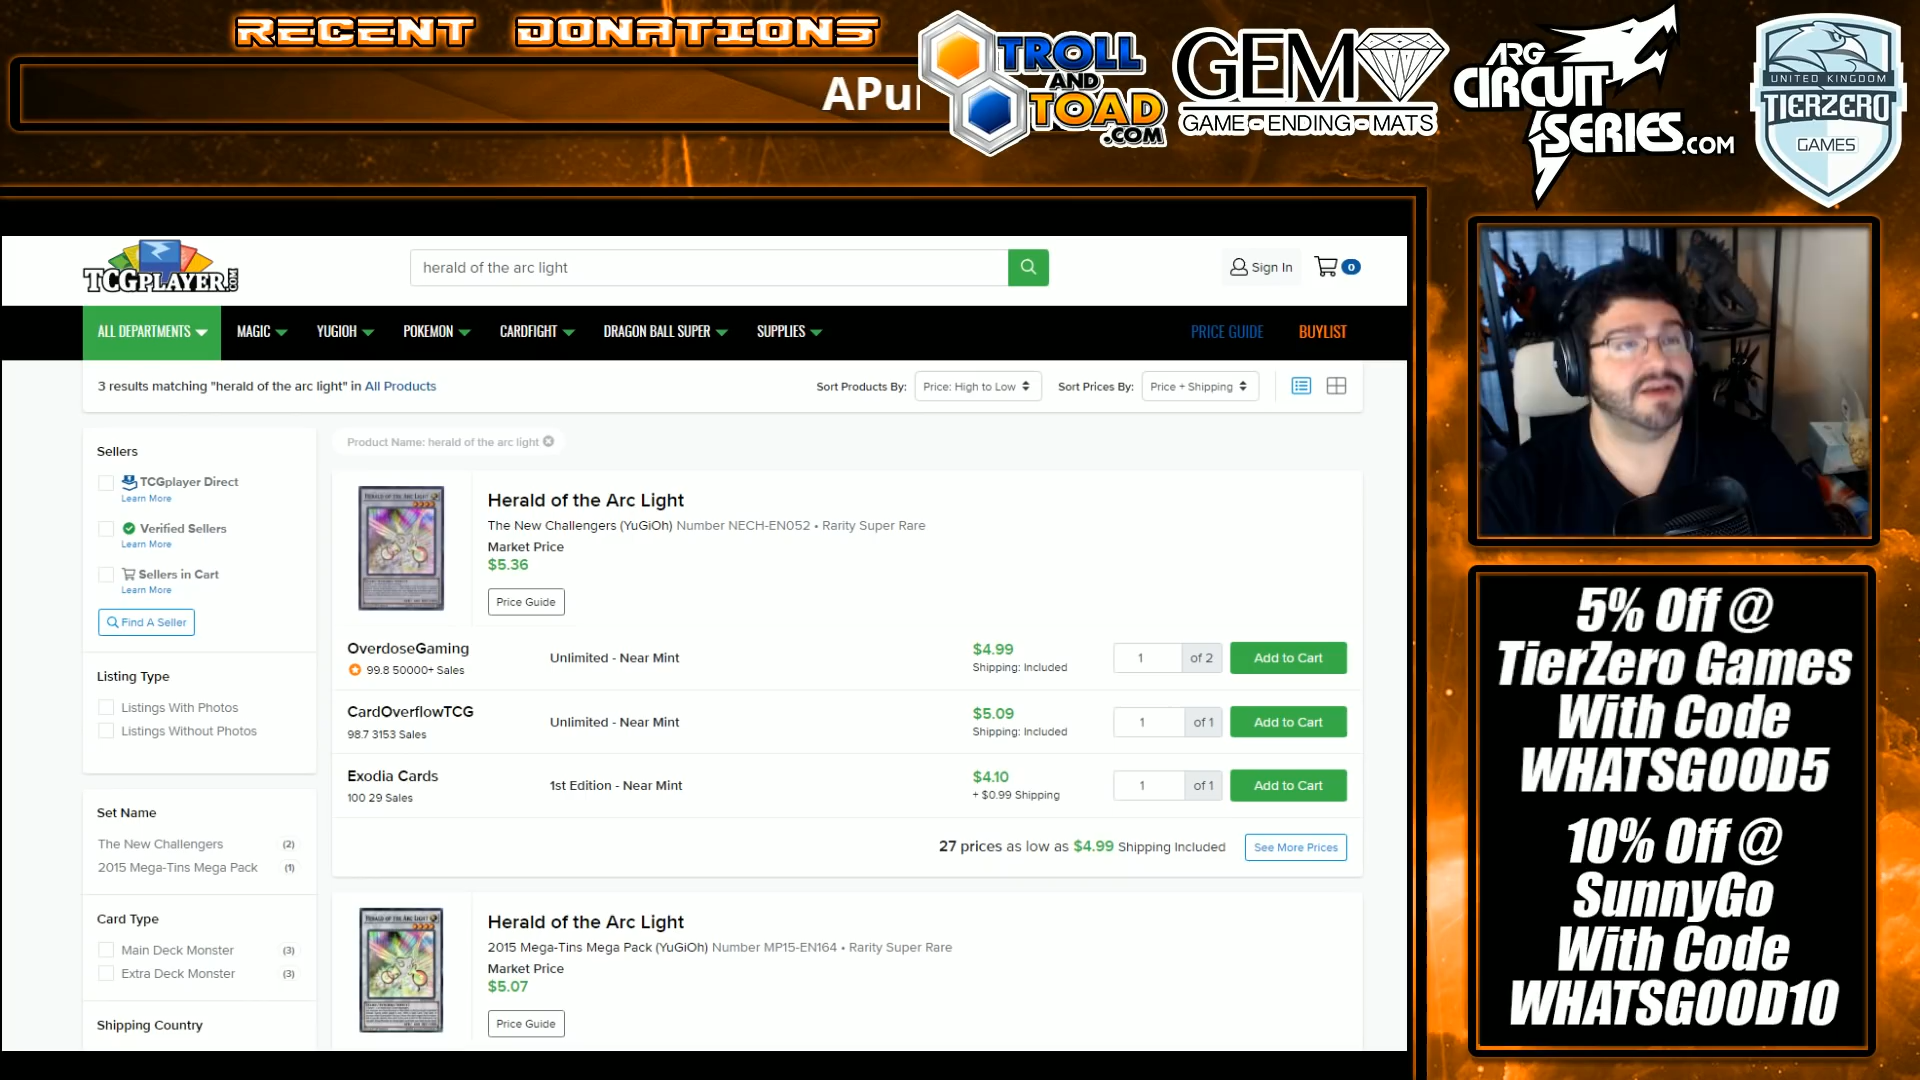 RECENT DONATIONS
APu
TROLL
AND
TOAD
.COM
GEM
GAME-ENDING-MATS
ARG
CIRCUIT
SERIES.COM
UNITED KINGDOM
TIERZERO
GAMES
TCGPLAYER.COM
herald of the arc light
Sign In
0
ALL DEPARTMENTS MAGIC YUGIOH POKEMON CARDFIGHT DRAGON BALL SUPER SUPPLIES PRICE GUIDE BUYLIST
3 results matching "herald of the arc light" in All Products
Sort Products By: Price: High to Low Sort Prices By: Price + Shipping
Sellers
TCGplayer Direct
Learn More
Verified Sellers
Learn More
Sellers in Cart
Learn More
Find A Seller
Listing Type
Listings With Photos
Listings Without Photos
Set Name
The New Challengers (2)
2015 Mega-Tins Mega Pack (1)
Card Type
Main Deck Monster (3)
Extra Deck Monster (3)
Shipping Country
Product Name: herald of the arc light
HERALD OF THE ARC LIGHT
Herald of the Arc Light
The New Challengers (YuGiOh) Number NECH-EN052 • Rarity Super Rare
Market Price
$5.36
Price Guide
OverdoseGaming
99.8 50000+ Sales
Unlimited - Near Mint
$4.99
Shipping: Included
1 of 2
Add to Cart
CardOverflowTCG
98.7 3153 Sales
Unlimited - Near Mint
$5.09
Shipping: Included
1 of 1
Add to Cart
Exodia Cards
100 29 Sales
1st Edition - Near Mint
$4.10
+ $0.99 Shipping
1 of 1
Add to Cart
27 prices as low as $4.99 Shipping Included
See More Prices
HERALD OF THE ARC LIGHT
Herald of the Arc Light
2015 Mega-Tins Mega Pack (YuGiOh) Number MP15-EN164 • Rarity Super Rare
Market Price
$5.07
Price Guide
5% Off @
TierZero Games
With Code
WHATSGOOD5
10% Off @
SunnyGo
With Code
WHATSGOOD10